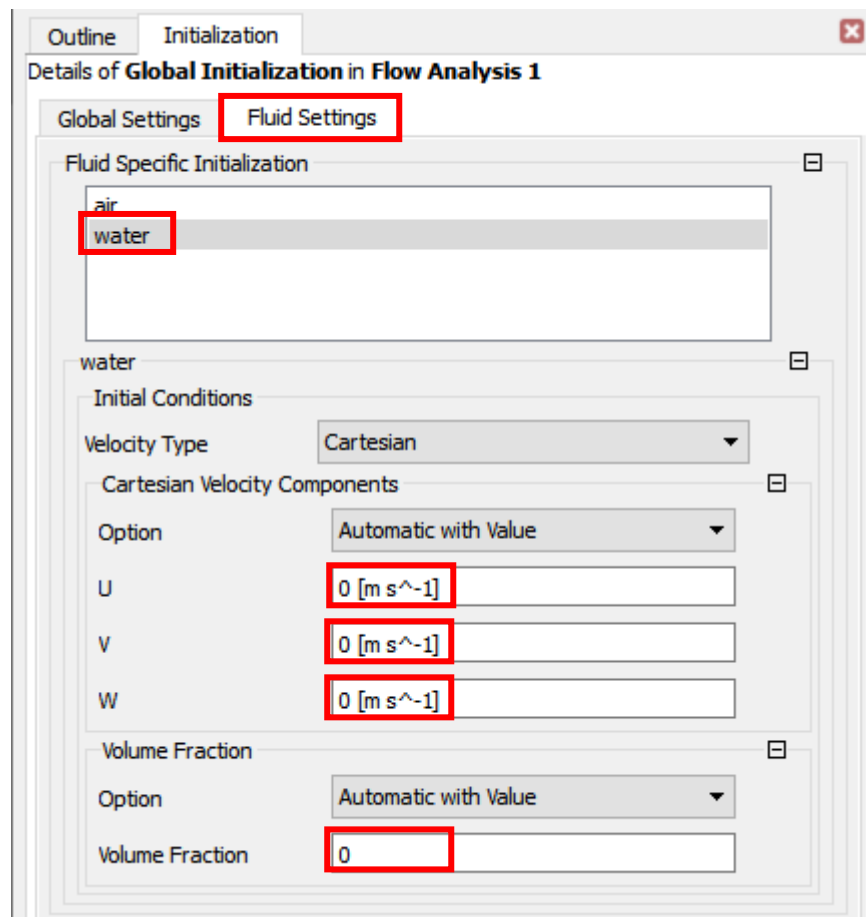 Outline Initialization
Details of Global Initialization in Flow Analysis 1
Global Settings Fluid Settings
Fluid Specific Initialization
air
water
water
Initial Conditions
Velocity Type Cartesian
Cartesian Velocity Components
Option Automatic with Value
U 0 [m s^-1]
V 0 [m s^-1]
W 0 [m s^-1]
Volume Fraction
Option Automatic with Value
Volume Fraction 0